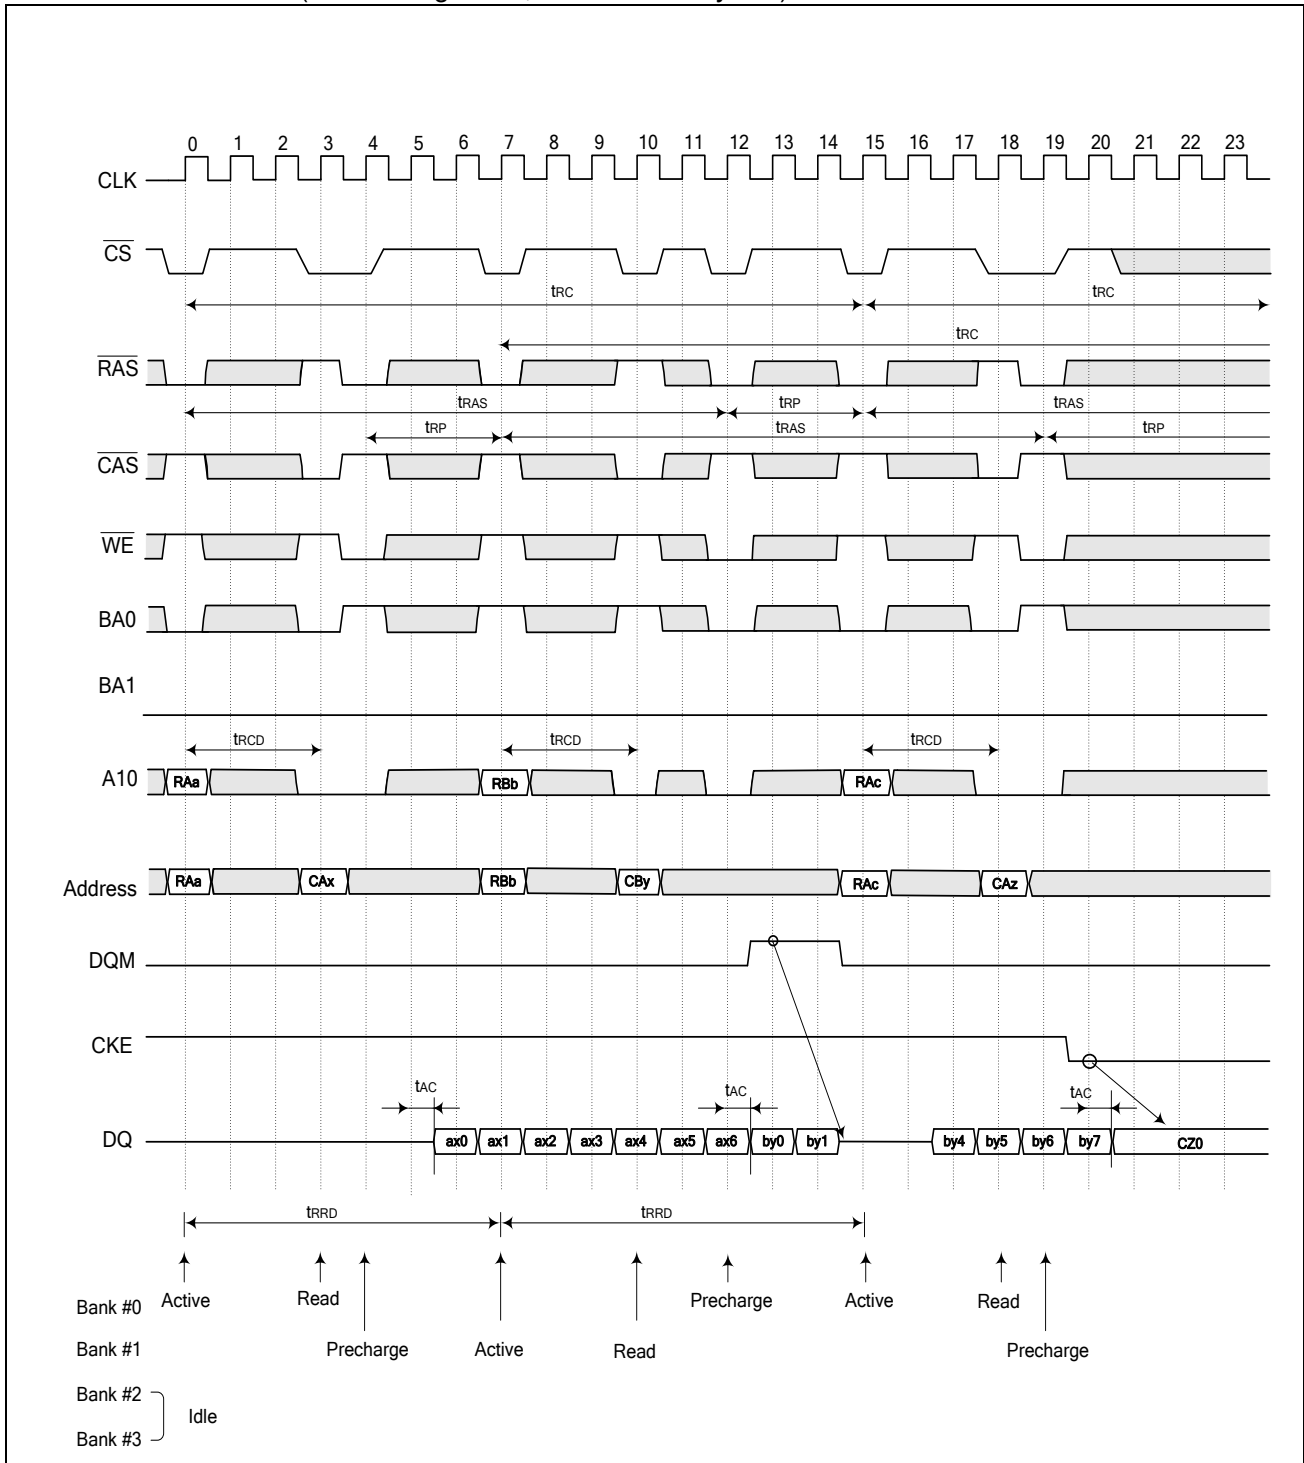 0 1 2 3 4 5 6 7 8 9 10 11 12 13 14 15 16 17 18 19 20 21 22 23
CLK
CS
tRC tRC
tRC
RAS
tRAS tRP tRAS
tRP tRAS tRP
CAS
WE
BA0
BA1
tRCD tRCD tRCD
A10 RAa RBb RAc
Address RAa CAx RBb CBy RAc CAz
DQM
CKE
tAC tAC tAC
DQ ax0 ax1 ax2 ax3 ax4 ax5 ax6 by0 by1 by4 by5 by6 by7 CZ0
tRRD tRRD
Bank #0 Active Read Precharge Active Read
Bank #1 Precharge Active Read Precharge
Bank #2
Idle
Bank #3